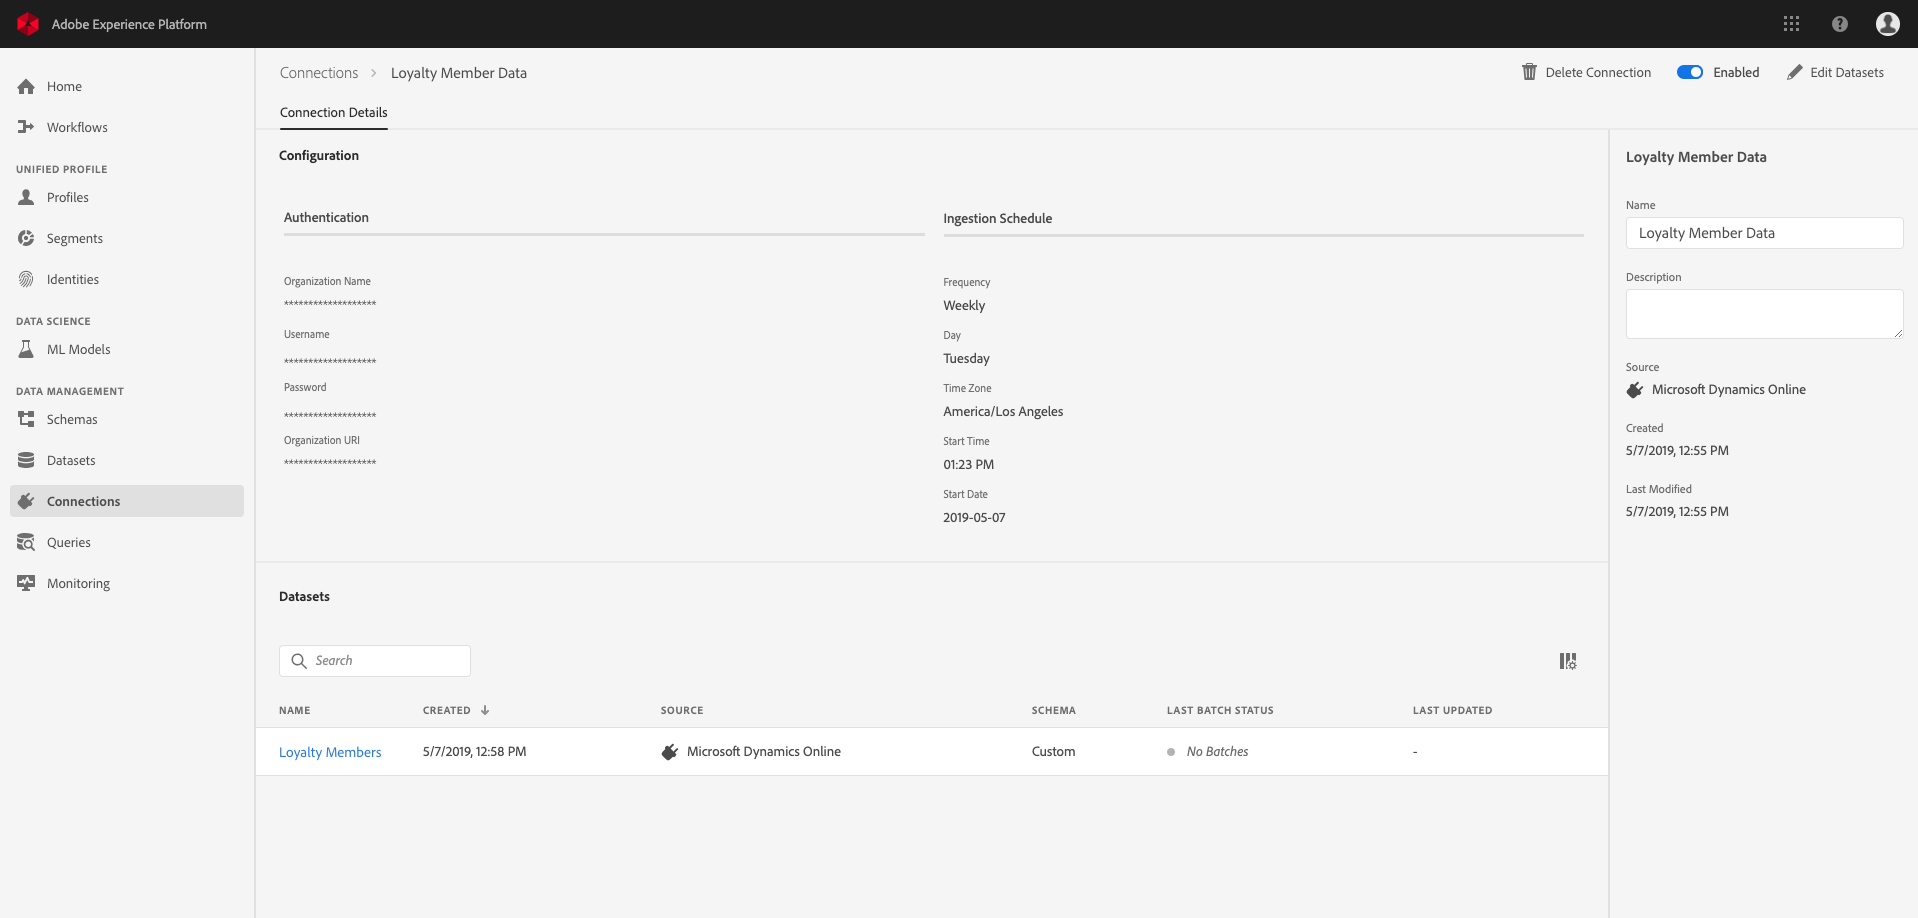 Adobe Experience Platform
Home
Workflows
UNIFIED PROFILE
Profiles
Segments
Identities
DATA SCIENCE
ML Models
DATA MANAGEMENT
Schemas
Datasets
Connections
Queries
Monitoring
Connections > Loyalty Member Data
Delete Connection
Enabled
Edit Datasets
Connection Details
Configuration
Authentication
Organization Name
*******************
Username
*******************
Password
*******************
Organization URI
*******************
Ingestion Schedule
Frequency
Weekly
Day
Tuesday
Time Zone
America/Los Angeles
Start Time
01:23 PM
Start Date
2019-05-07
Datasets
Search
NAME CREATED ↓ SOURCE SCHEMA LAST BATCH STATUS LAST UPDATED
Loyalty Members 5/7/2019, 12:58 PM Microsoft Dynamics Online Custom No Batches -
Loyalty Member Data
Name
Loyalty Member Data
Description
Source
Microsoft Dynamics Online
Created
5/7/2019, 12:55 PM
Last Modified
5/7/2019, 12:55 PM